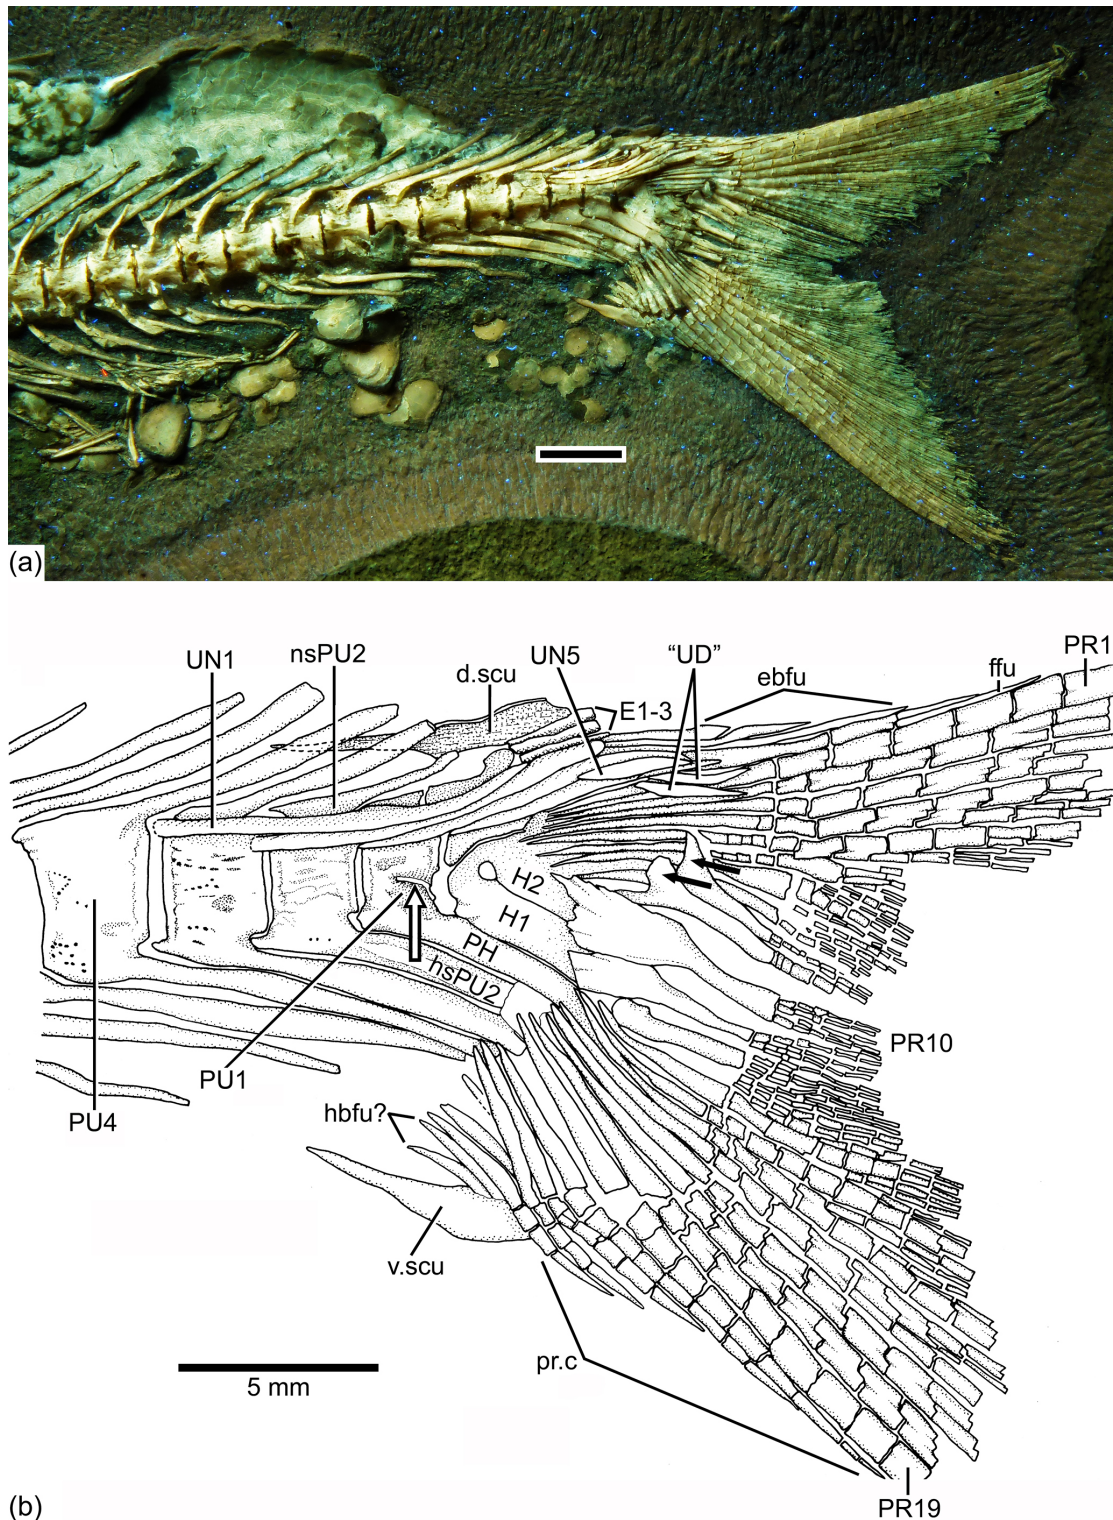 (a)
UN1
nsPU2
d.scu
UN5
“UD”
ebfu
ffu
PR1
E1-3
H2
H1
PH
hsPU2
PR10
PU1
PU4
hbfu?
v.scu
pr.c
5 mm
PR19
(b)